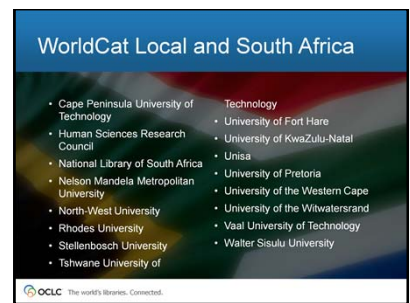 WorldCat Local and South Africa
• Cape Peninsula University of
Technology
• Human Sciences Research
Council
• National Library of South Africa
• Nelson Mandela Metropolitan
University
• North-West University
• Rhodes University
• Stellenbosch University
• Tshwane University of
Technology
• University of Fort Hare
• University of KwaZulu-Natal
• Unisa
• University of Pretoria
• University of the Western Cape
• University of the Witwatersrand
• Vaal University of Technology
• Walter Sisulu University
OCLC The world's libraries. Connected.